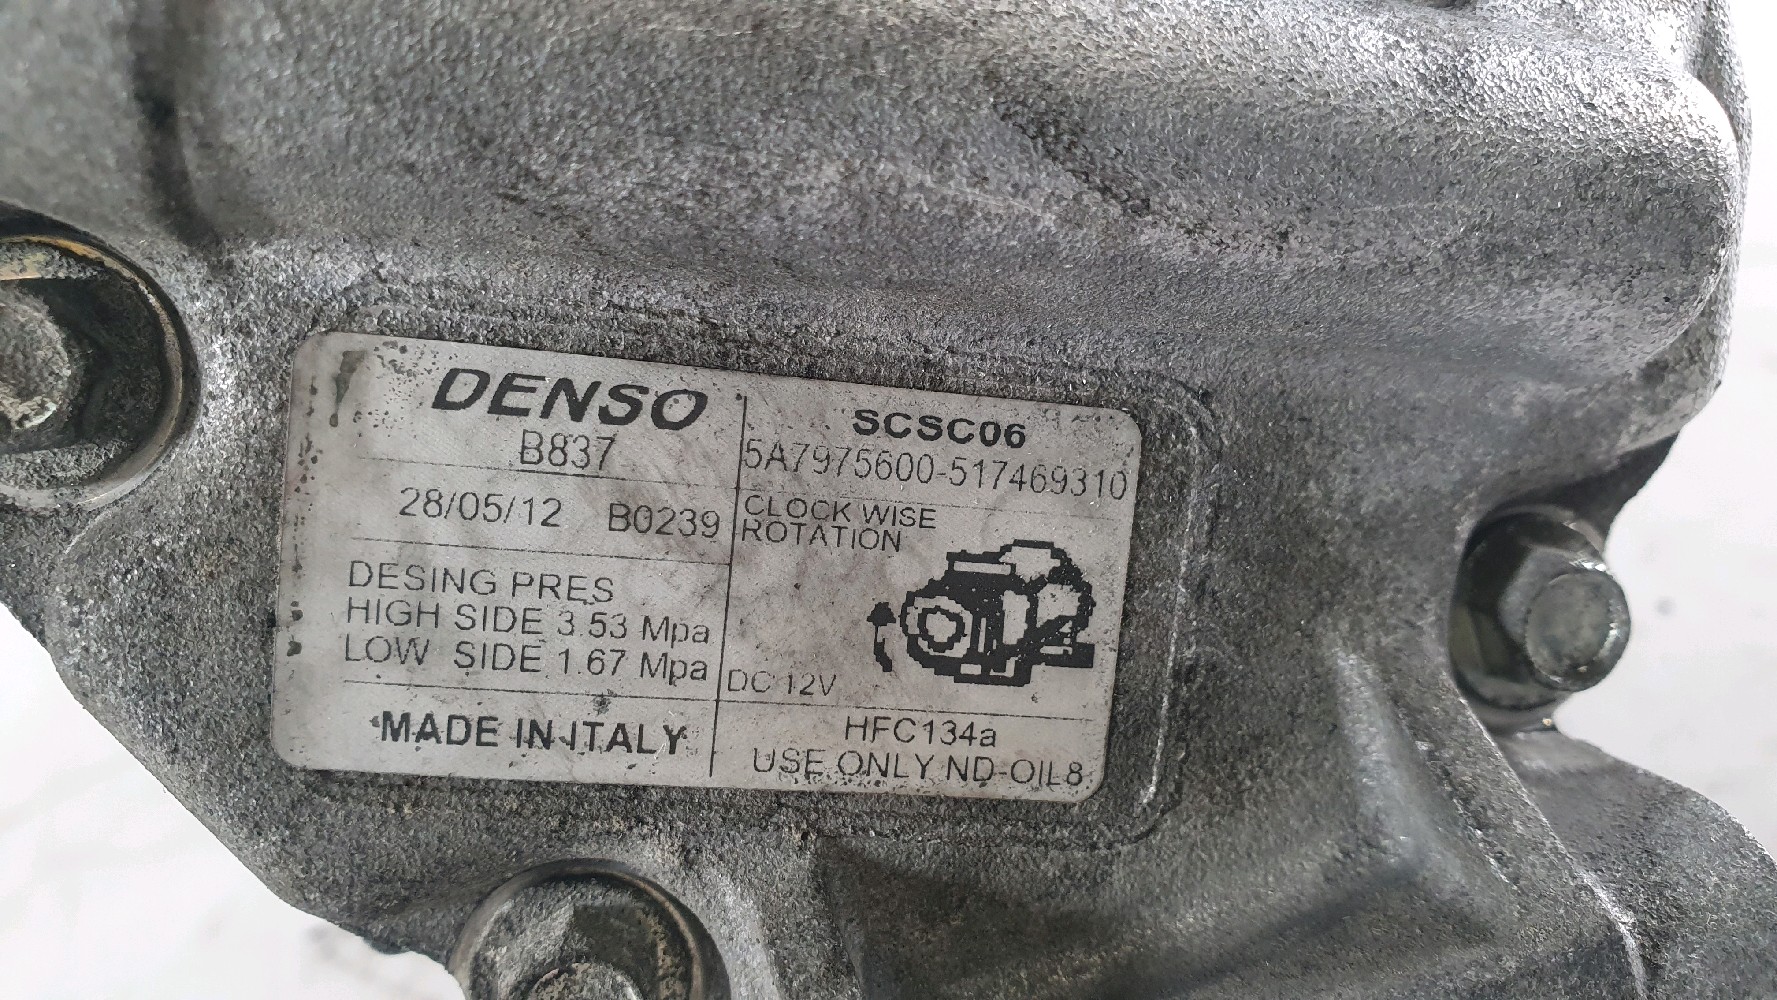 DENSO
B837
28/05/12 B0239
DESING PRES
HIGH SIDE 3.53 Mpa
LOW SIDE 1.67 Mpa
MADE IN ITALY
SCSC06
5A7975600-517469310
CLOCK WISE
ROTATION
DC 12V
HFC134a
USE ONLY ND-OIL8